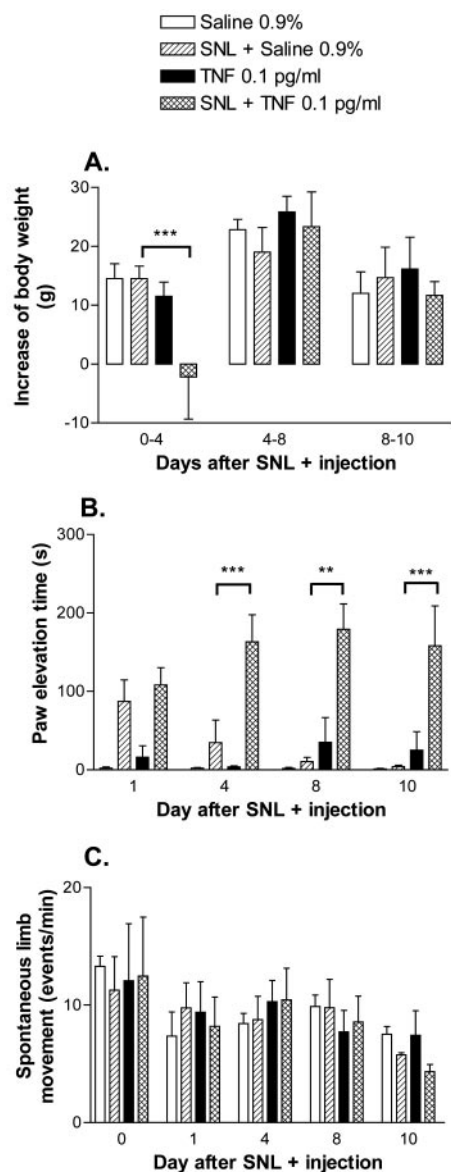 Saline 0.9%
SNL + Saline 0.9%
TNF 0.1 pg/ml
SNL + TNF 0.1 pg/ml
A.
Increase of body weight
(g)
30
20
10
0
-10
***
0-4 4-8 8-10
Days after SNL + injection
B.
Paw elevation time (s)
300
200
100
0
*** ** ***
1 4 8 10
Day after SNL + injection
C.
Spontaneous limb
movement (events/min)
20
10
0
0 1 4 8 10
Day after SNL + injection